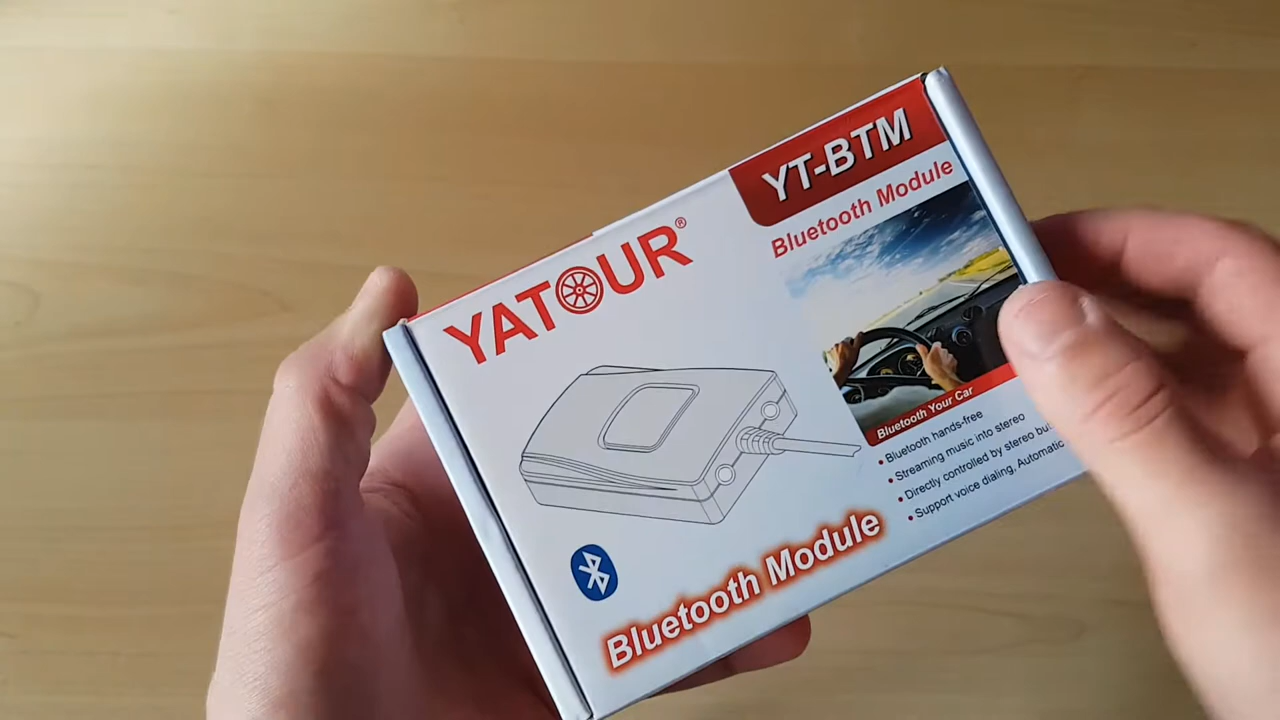 YATOUR®
YT-BTM
Bluetooth Module
Bluetooth Your Car
• Bluetooth hands-free
• Streaming music into stereo
• Directly controlled by stereo
• Support voice dialing, Automatic
Bluetooth Module